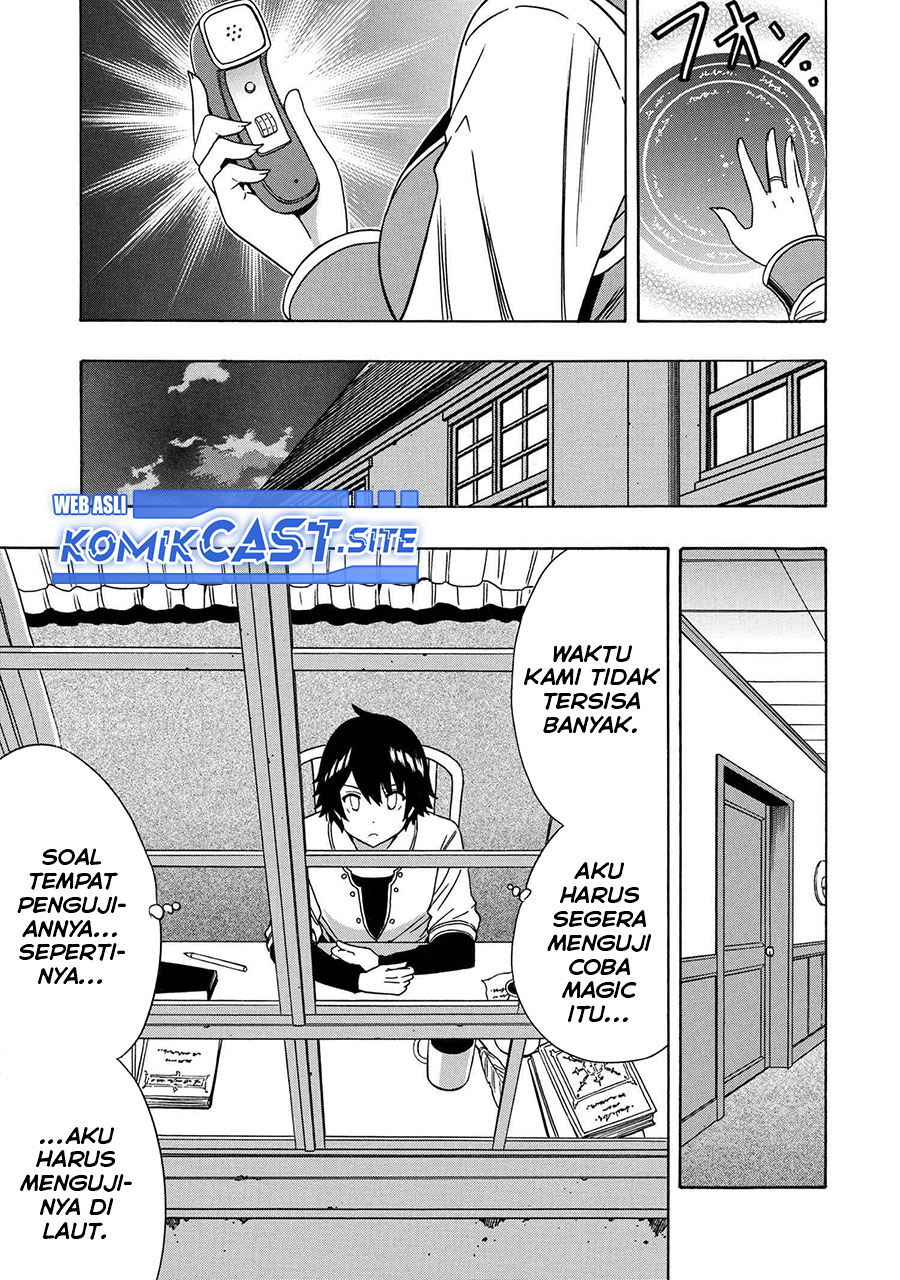 フォン..
WEB ASLI
KOMIKCAST.SITE
WAKTU
KAMI TIDAK
TERSISA
BANYAK.
AKU
HARUS
SEGERA
MENGUJI
COBA
MAGIC
ITU...
SOAL
TEMPAT
PENGUJI-
ANNYA...
SEPERTI-
NYA...
...AKU
HARUS
MENGUJI-
NYA DI
LAUT.